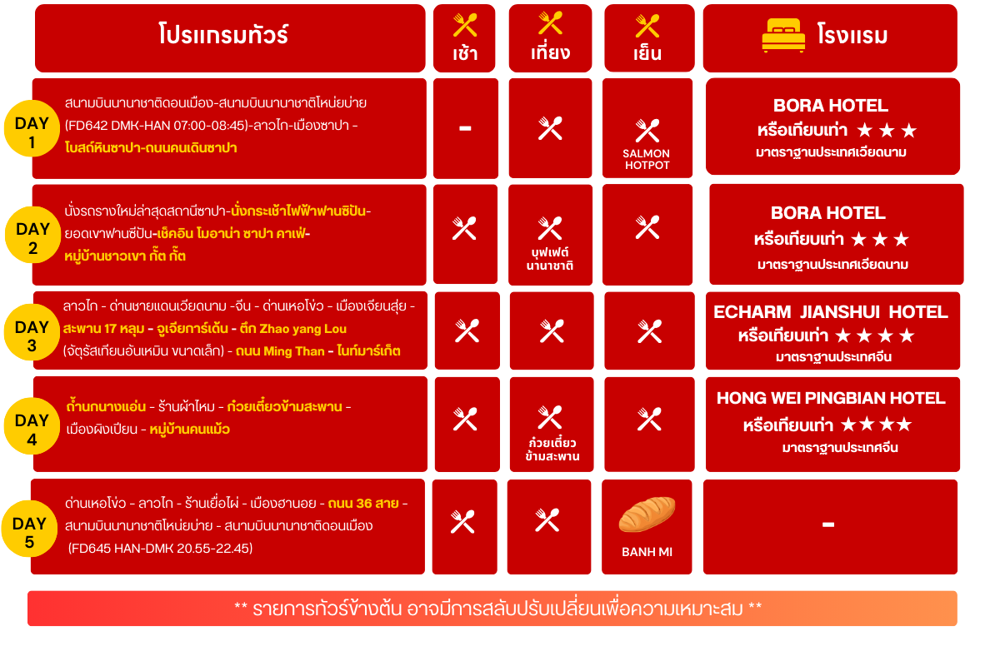 โปรแกรมทัวร์
เช้า
เที่ยง
เย็น
โรงแรม
DAY
1
สนามบินนานาชาติดอนเมือง-สนามบินนานาชาติโหน่ยบ่าย
(FD642 DMK-HAN 07:00-08:45)-ลาวไก-เมืองซาปา -
โบสถ์หินซาปา-ถนนคนเดินซาปา
-
SALMON
HOTPOT
BORA HOTEL
หรือเทียบเท่า ★ ★ ★
มาตราฐานประเทศเวียดนาม
DAY
2
นั่งรถรางใหม่ล่าสุดสถานีซาปา-นั่งกระเช้าไฟฟ้าฟานซิปัน-
ยอดเขาฟานซีปัน-เช็คอิน โมอาน่า ซาปา คาเฟ่-
หมู่บ้านชาวเขา กั๊ต กั๊ต
บุฟเฟต์
นานาชาติ
BORA HOTEL
หรือเทียบเท่า ★ ★ ★
มาตราฐานประเทศเวียดนาม
DAY
3
ลาวไก - ด่านชายแดนเวียดนาม -จีน - ด่านเหอโข่ว - เมืองเจียนสุ่ย -
สะพาน 17 หลุม - จูเจียการ์เด้น - ตึก Zhao yang Lou
(จัตุรัสเทียนอันเหมิน ขนาดเล็ก) - ถนน Ming Than - ไนท์มาร์เก็ต
ECHARM JIANSHUI HOTEL
หรือเทียบเท่า ★ ★ ★ ★
มาตราฐานประเทศจีน
DAY
4
ถ้ำนกนางแอ่น - ร้านผ้าไหม - ก๋วยเตี๋ยวข้ามสะพาน -
เมืองผิงเปียน - หมู่บ้านคนแม้ว
ก๋วยเตี๋ยว
ข้ามสะพาน
HONG WEI PINGBIAN HOTEL
หรือเทียบเท่า ★ ★ ★ ★
มาตราฐานประเทศจีน
DAY
5
ด่านเหอโข่ว - ลาวไก - ร้านเยื่อไผ่ - เมืองฮานอย - ถนน 36 สาย -
สนามบินนานาชาติโหน่ยบ่าย - สนามบินนานาชาติดอนเมือง
(FD645 HAN-DMK 20.55-22.45)
BANH MI
-
** รายการทัวร์ข้างต้น อาจมีการสลับปรับเปลี่ยนเพื่อความเหมาะสม **